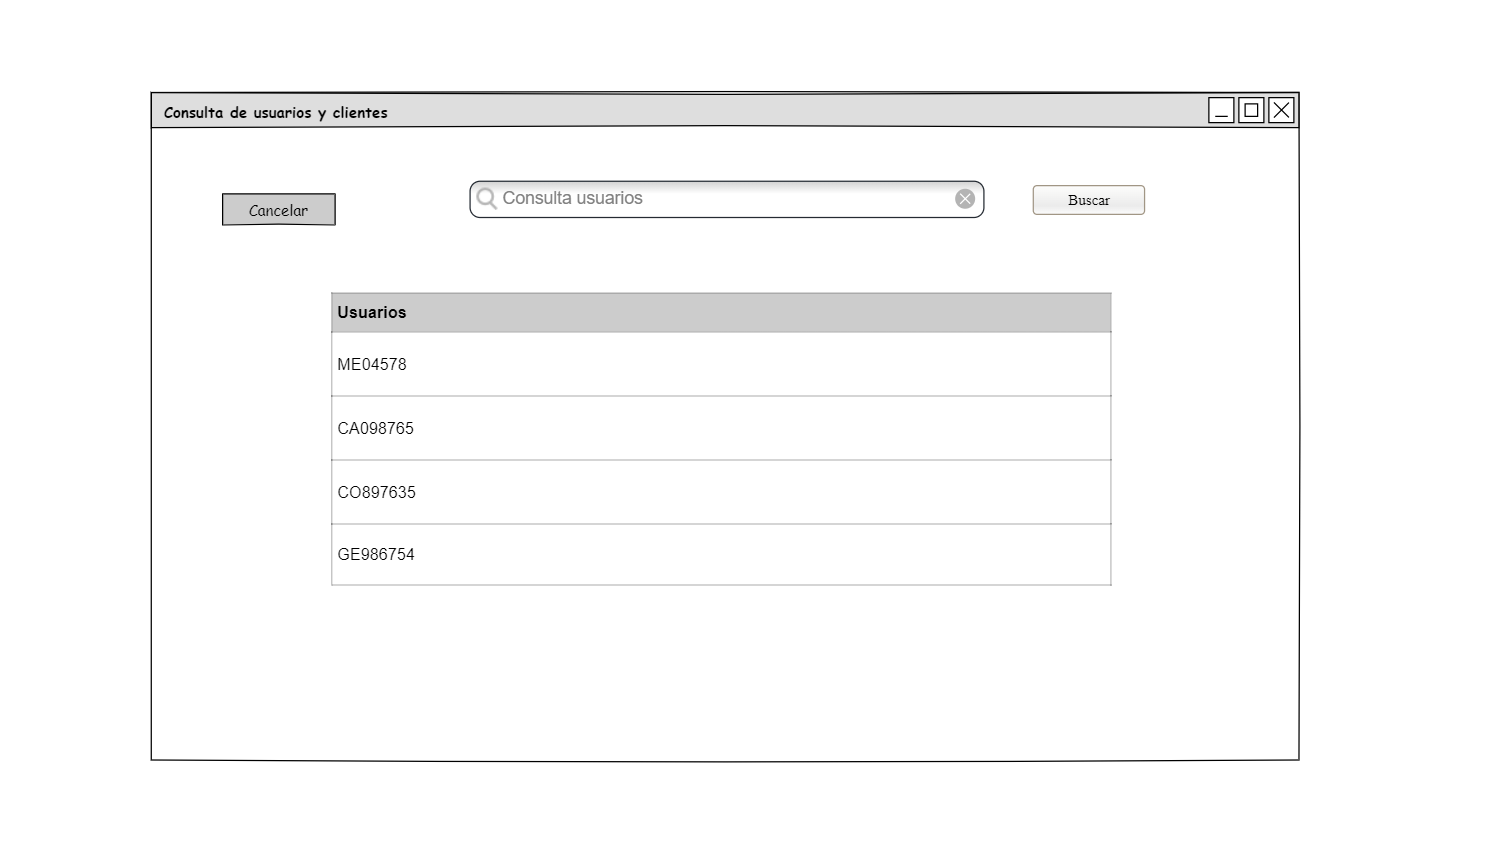 Consulta de usuarios y clientes
Cancelar
Consulta usuarios
Buscar
Usuarios
ME04578
CA098765
CO897635
GE986754